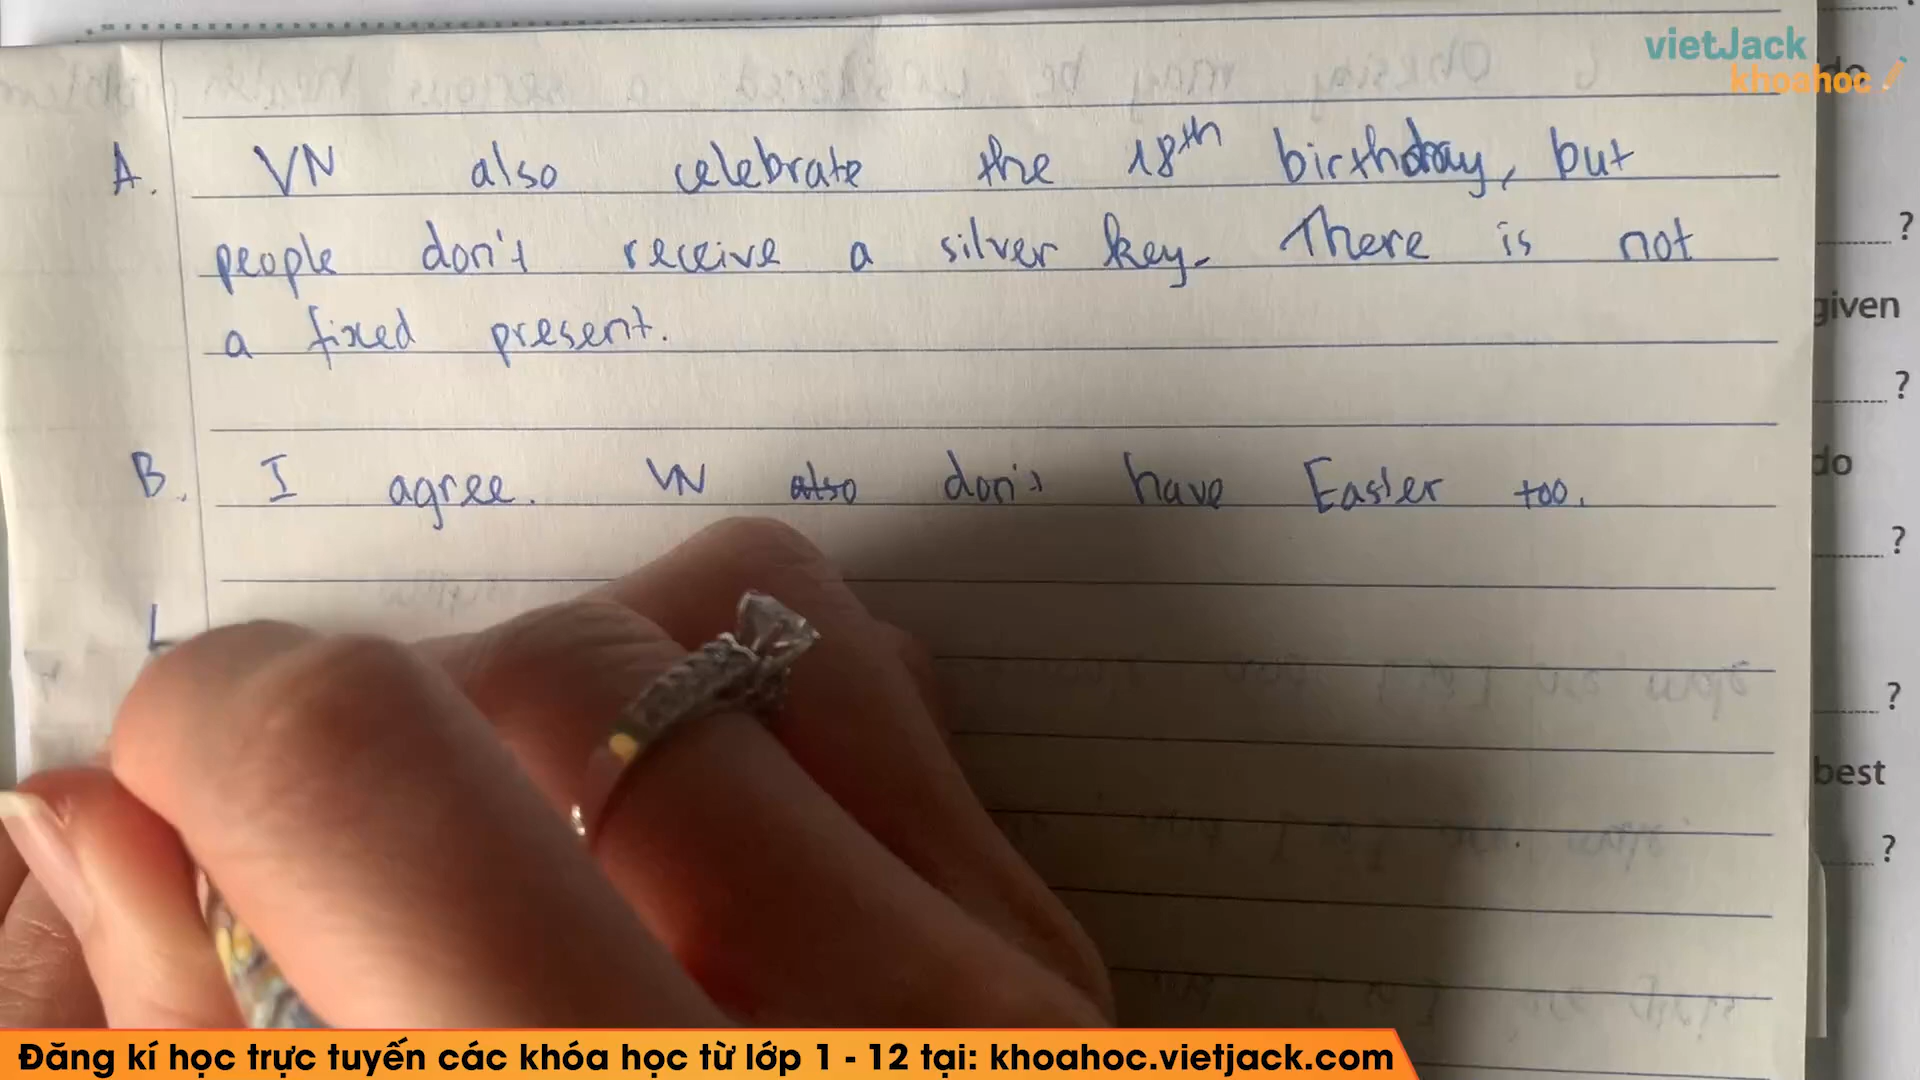 vietJack
khoahoc
do
A. VN also celebrate the 18th birthday, but
people don't receive a silver key. There is not
a fixed present.
B. I agree. VN also don't have Easter too.
?
given
?
do
?
?
best
?
Đăng kí học trực tuyến các khóa học từ lớp 1 - 12 tại: khoahoc.vietjack.com